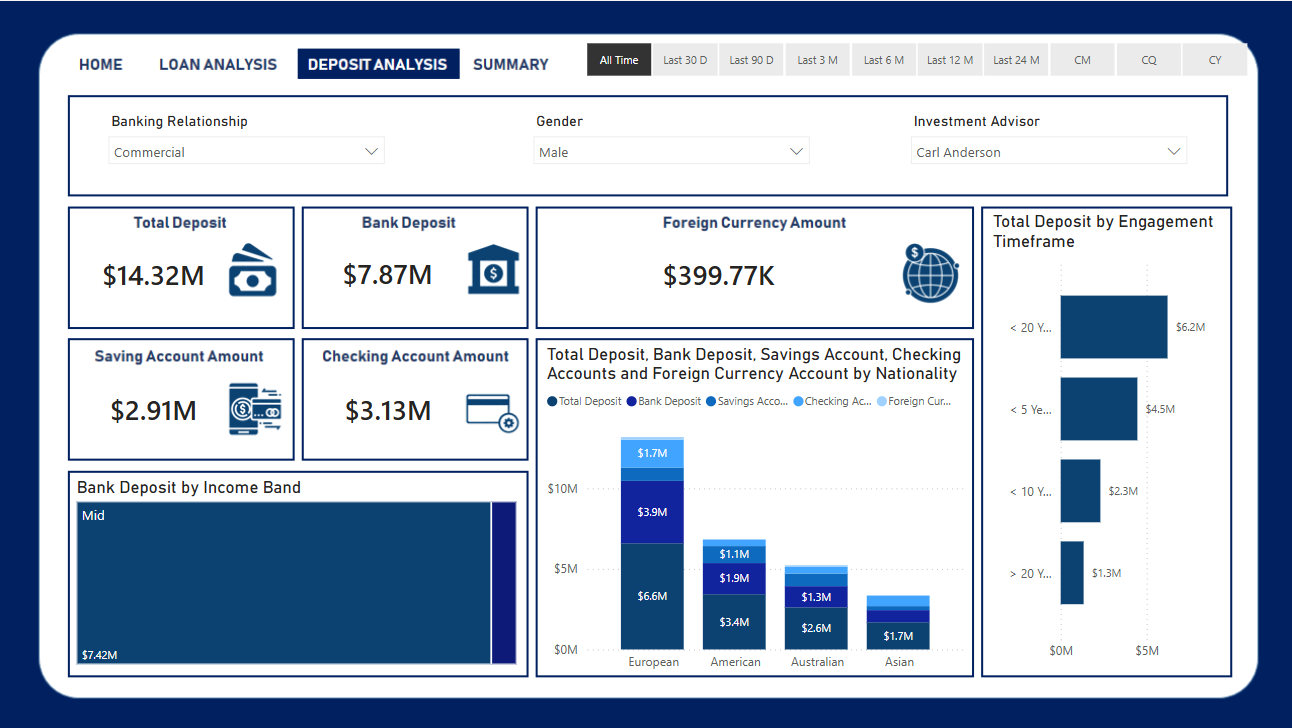 HOME LOAN ANALYSIS DEPOSIT ANALYSIS SUMMARY
All Time Last 30 D Last 90 D Last 3 M Last 6 M Last 12 M Last 24 M CM CQ CY
Banking Relationship
Commercial
Gender
Male
Investment Advisor
Carl Anderson
Total Deposit
$14.32M
Bank Deposit
$7.87M
Foreign Currency Amount
$399.77K
Saving Account Amount
$2.91M
Checking Account Amount
$3.13M
Bank Deposit by Income Band
Mid
$7.42M
Total Deposit, Bank Deposit, Savings Account, Checking
Accounts and Foreign Currency Account by Nationality
Total Deposit Bank Deposit Savings Acco... Checking Ac... Foreign Cur...
$10M
$5M
$0M
$1.7M
$3.9M
$6.6M
European
$1.1M
$1.9M
$3.4M
American
$1.3M
$2.6M
Australian
$1.7M
Asian
Total Deposit by Engagement
Timeframe
< 20 Y... $6.2M
< 5 Ye... $4.5M
< 10 Y... $2.3M
> 20 Y... $1.3M
$0M $5M